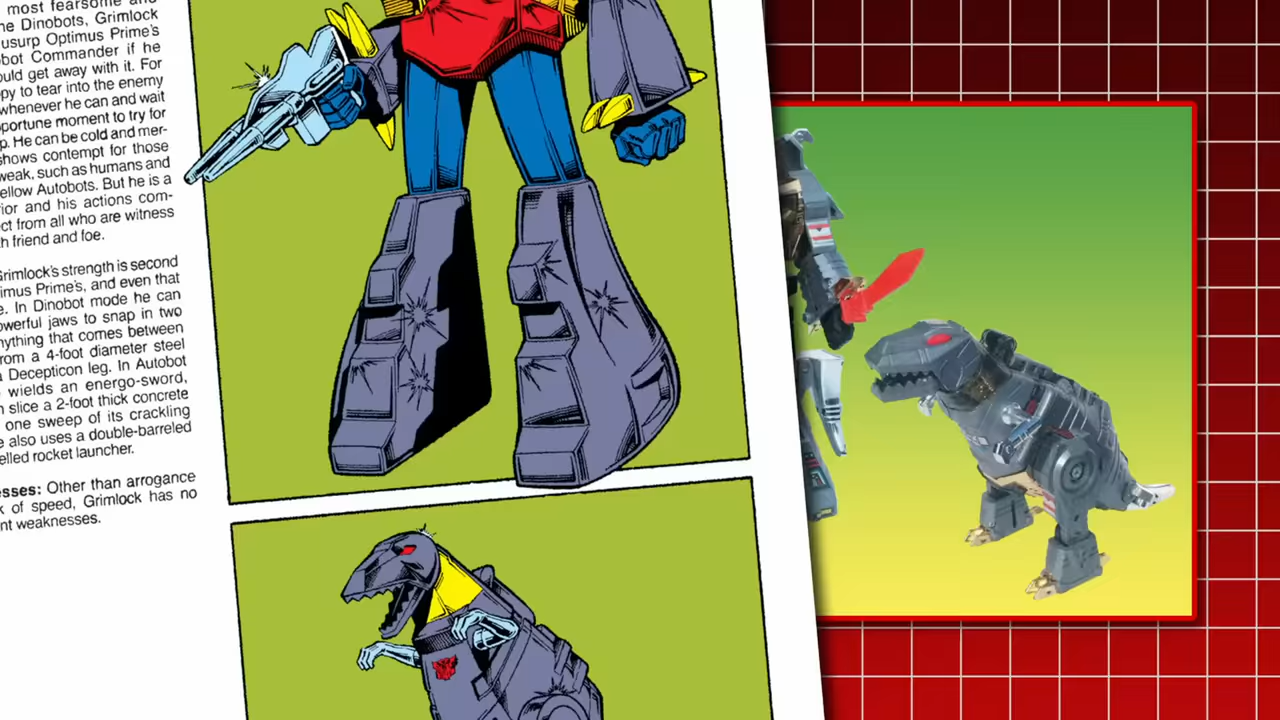 most fearsome and
ne Dinobots, Grimlock
usurp Optimus Prime's
bot Commander if he
ould get away with it. For
ppy to tear into the enemy
whenever he can and wait
pportune moment to try for
p. He can be cold and mer-
shows contempt for those
weak, such as humans and
ellow Autobots. But he is a
rior and his actions com-
ct from all who are witness
th friend and foe.
Grimlock's strength is second
imus Prime's, and even that
e. In Dinobot mode he can
owerful jaws to snap in two
nything that comes between
rom a 4-foot diameter steel
a Decepticon leg. In Autobot
wields an energo-sword,
n slice a 2-foot thick concrete
one sweep of its crackling
e also uses a double-barreled
elled rocket launcher.
esses: Other than arrogance
k of speed, Grimlock has no
nt weaknesses.